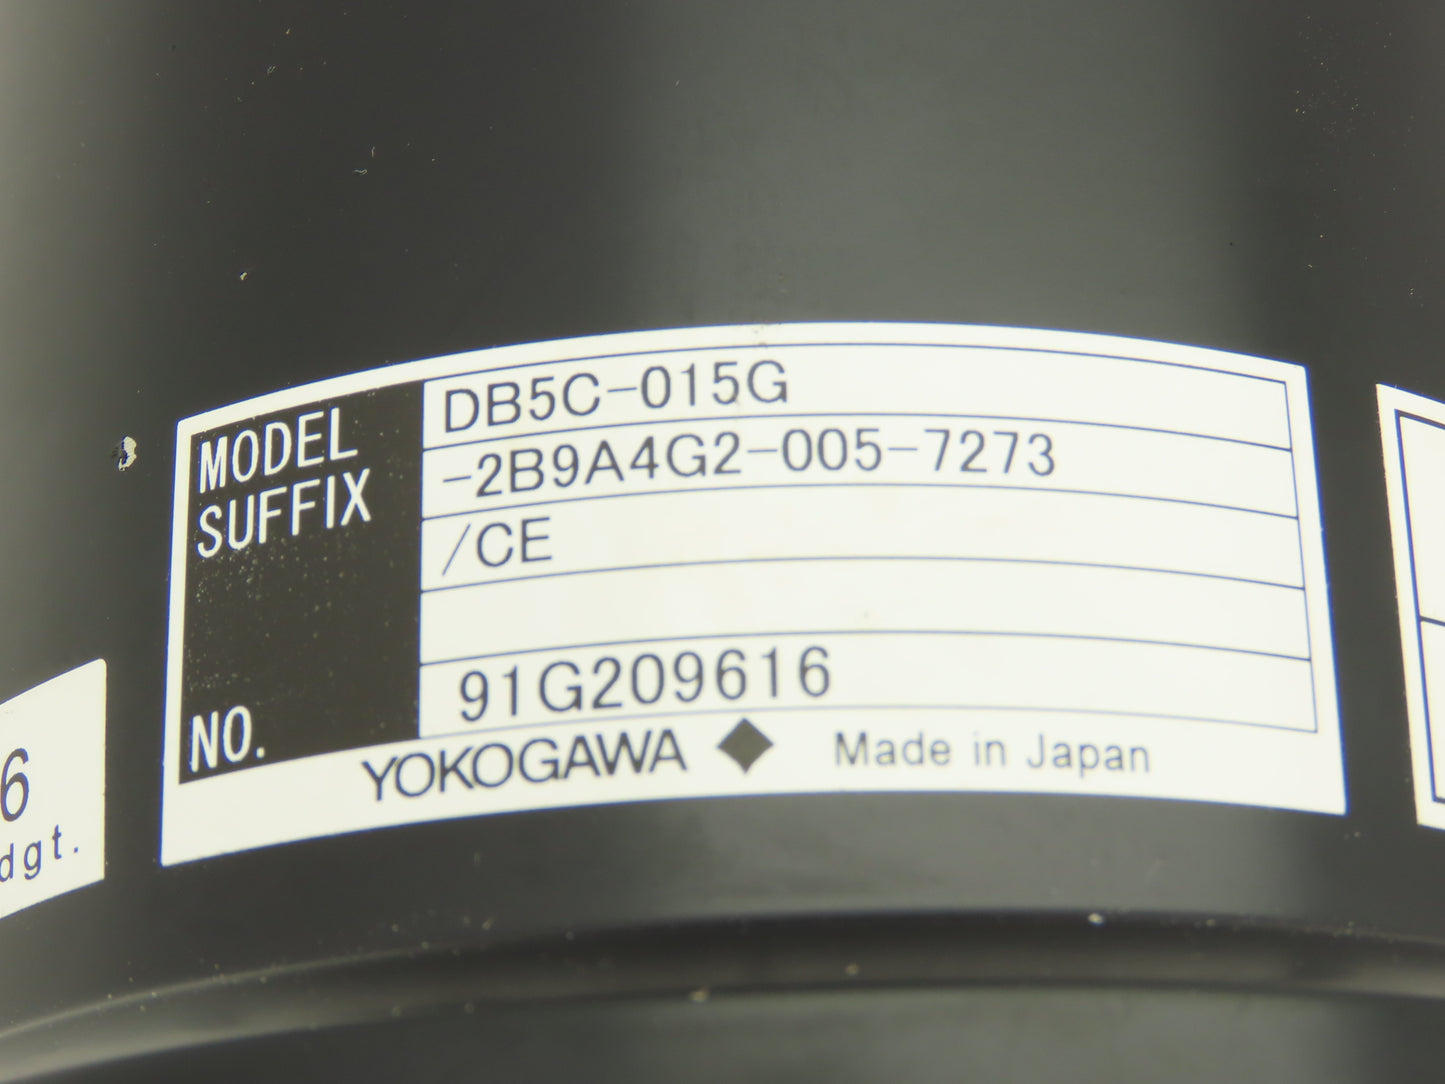 MODEL DB5C-015G
SUFFIX -2B9A4G2-005-7273
/CE
NO. 91G209616
YOKOGAWA ◆ Made in Japan
6
dgt.